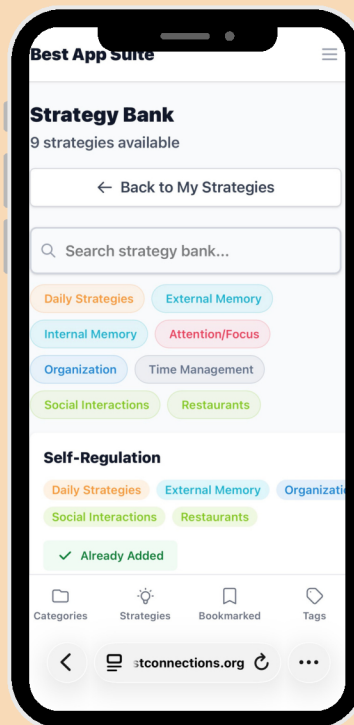 Best App Suite
Strategy Bank
9 strategies available
← Back to My Strategies
Search strategy bank...
Daily Strategies External Memory
Internal Memory Attention/Focus
Organization Time Management
Social Interactions Restaurants
Self-Regulation
Daily Strategies External Memory Organizati
Social Interactions Restaurants
✓ Already Added
Categories Strategies Bookmarked Tags
stconnections.org